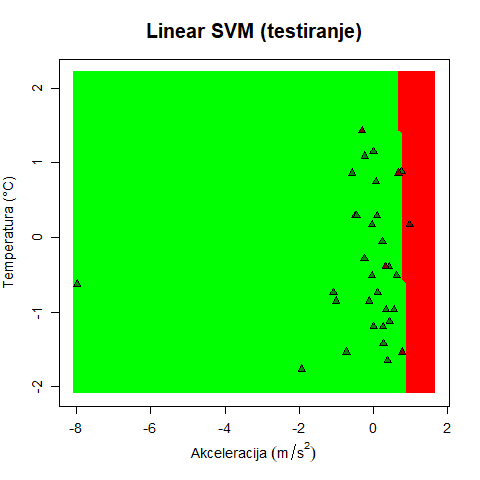 Linear SVM (testiranje)
Temperatura (°C)
2
1
0
-1
-2
-8 -6 -4 -2 0 2
Akceleracija (m/s²)